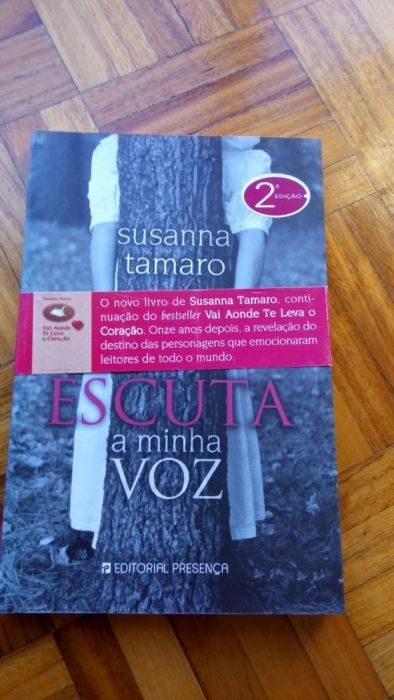 2ª
EDIÇÃO
susanna
tamaro
O novo livro de Susanna Tamaro, conti-
nuação do bestseller Vai Aonde Te Leva o
Coração. Onze anos depois, a revelação do
destino das personagens que emocionaram
leitores de todo o mundo.
Susanna Tamaro
Vai Aonde
Te Leva
o Coração
ESCUTA
a minha
VOZ
EDITORIAL PRESENÇA